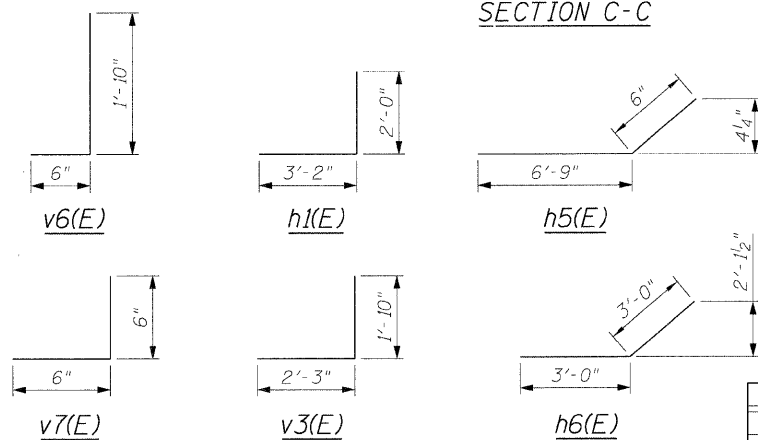 SECTION C-C
1'-10"
6"
v6(E)
2'-0"
3'-2"
h1(E)
6"
4¼"
6'-9"
h5(E)
6"
6"
v7(E)
1'-10"
2'-3"
v3(E)
3'-0"
2'-1½"
3'-0"
h6(E)